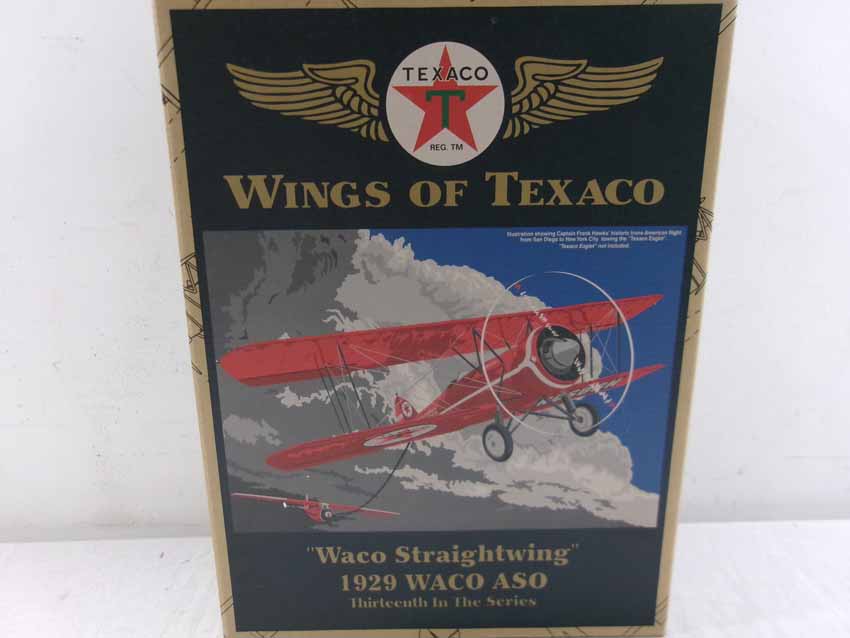 TEXACO
T
REG. TM
WINGS OF TEXACO
Illustration showing Captain Frank Hawks' historic trans-American flight
from San Diego to New York City towing the "Texaco Eaglet".
"Texaco Eaglet" not included.
"Waco Straightwing"
1929 WACO ASO
Thirteenth In The Series